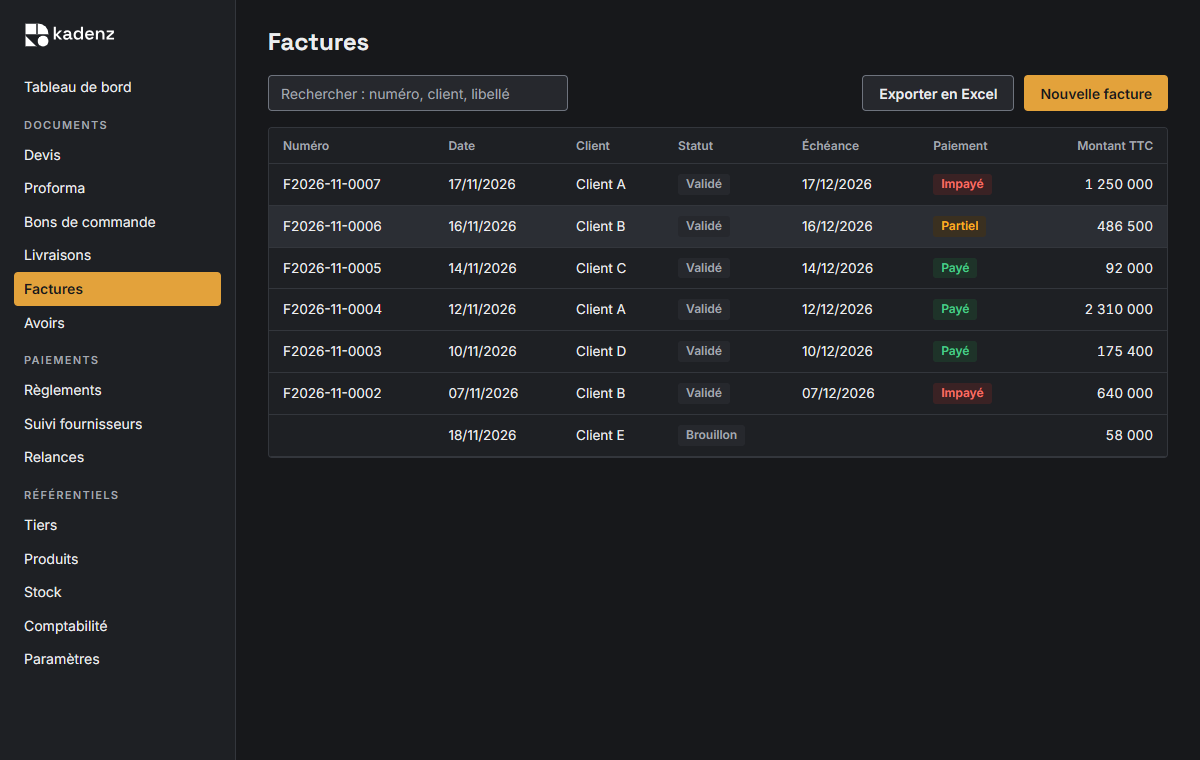 kadenz
Tableau de bord
DOCUMENTS
Devis
Proforma
Bons de commande
Livraisons
Factures
Avoirs
PAIEMENTS
Règlements
Suivi fournisseurs
Relances
RÉFÉRENTIELS
Tiers
Produits
Stock
Comptabilité
Paramètres
Factures
Rechercher : numéro, client, libellé
Exporter en Excel
Nouvelle facture
Numéro Date Client Statut Échéance Paiement Montant TTC
F2026-11-0007 17/11/2026 Client A Validé 17/12/2026 Impayé 1 250 000
F2026-11-0006 16/11/2026 Client B Validé 16/12/2026 Partiel 486 500
F2026-11-0005 14/11/2026 Client C Validé 14/12/2026 Payé 92 000
F2026-11-0004 12/11/2026 Client A Validé 12/12/2026 Payé 2 310 000
F2026-11-0003 10/11/2026 Client D Validé 10/12/2026 Payé 175 400
F2026-11-0002 07/11/2026 Client B Validé 07/12/2026 Impayé 640 000
18/11/2026 Client E Brouillon 58 000